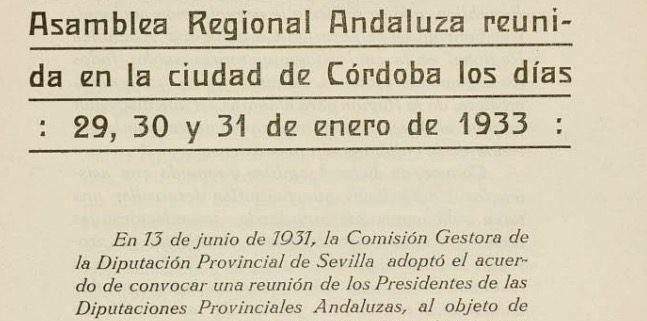 Asamblea Regional Andaluza reuni-
da en la ciudad de Córdoba los días
: 29, 30 y 31 de enero de 1933 :
En 13 de junio de 1931, la Comisión Gestora de
la Diputación Provincial de Sevilla adoptó el acuer-
do de convocar una reunión de los Presidentes de las
Diputaciones Provinciales Andaluzas, al objeto de